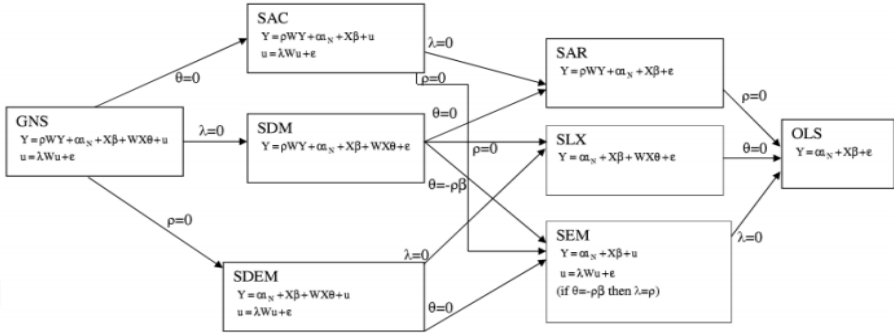 SAC
Y=ρWY+αι_N+Xβ+u
u=λWu+ε
λ=0
ρ=0
θ=0
SAR
Y=ρWY+αι_N+Xβ+ε
ρ=0
GNS
Y=ρWY+αι_N+Xβ+WXθ+u
u=λWu+ε
λ=0
SDM
Y=ρWY+αι_N+Xβ+WXθ+ε
θ=0
ρ=0
θ=-ρβ
SLX
Y=αι_N+Xβ+WXθ+ε
θ=0
OLS
Y=αι_N+Xβ+ε
ρ=0
SDEM
Y=αι_N+Xβ+WXθ+u
u=λWu+ε
λ=0
θ=0
SEM
Y=αι_N+Xβ+u
u=λWu+ε
(if θ=-ρβ then λ=ρ)
λ=0